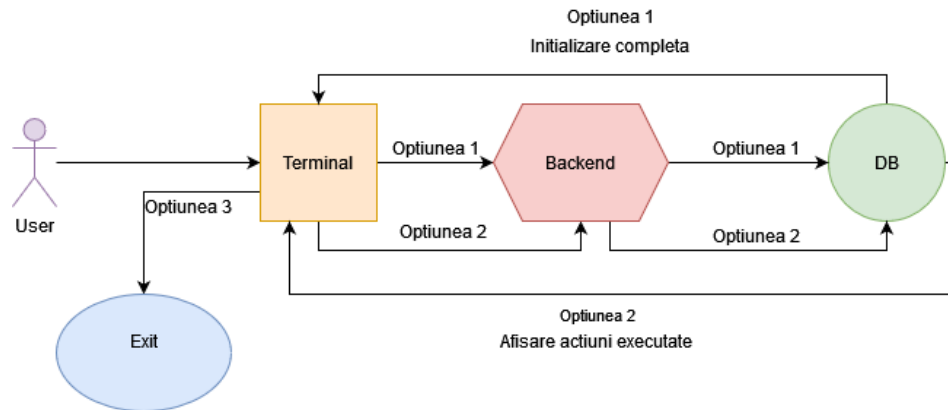 Optiunea 1
Initializare completa
Terminal
Optiunea 1
Backend
Optiunea 1
DB
User
Optiunea 3
Optiunea 2
Optiunea 2
Optiunea 2
Afisare actiuni executate
Exit